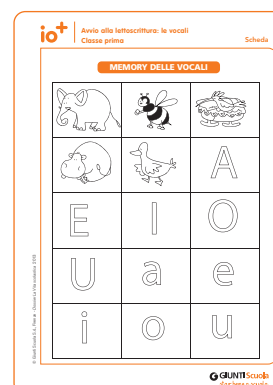 io+
Avvio alla lettoscrittura: le vocali
Classe prima
Scheda
MEMORY DELLE VOCALI
A
E I O
U a e
i o u
GIUNTI Scuola